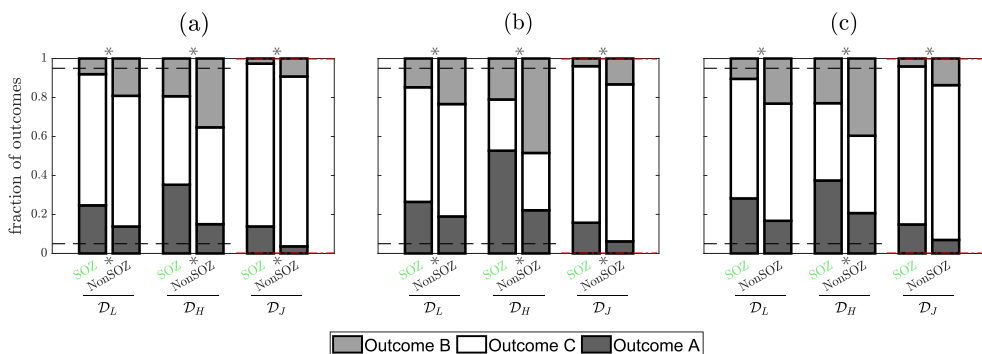 (a) (b) (c)
* * * * * * * * *
1
0.8
0.6
0.4
0.2
0
fraction of outcomes
* * * *
SOZ NonSOZ SOZ NonSOZ SOZ NonSOZ SOZ NonSOZ SOZ NonSOZ SOZ NonSOZ SOZ NonSOZ SOZ NonSOZ SOZ NonSOZ
𝒟_L 𝒟_H 𝒟_J 𝒟_L 𝒟_H 𝒟_J 𝒟_L 𝒟_H 𝒟_J
Outcome B Outcome C Outcome A